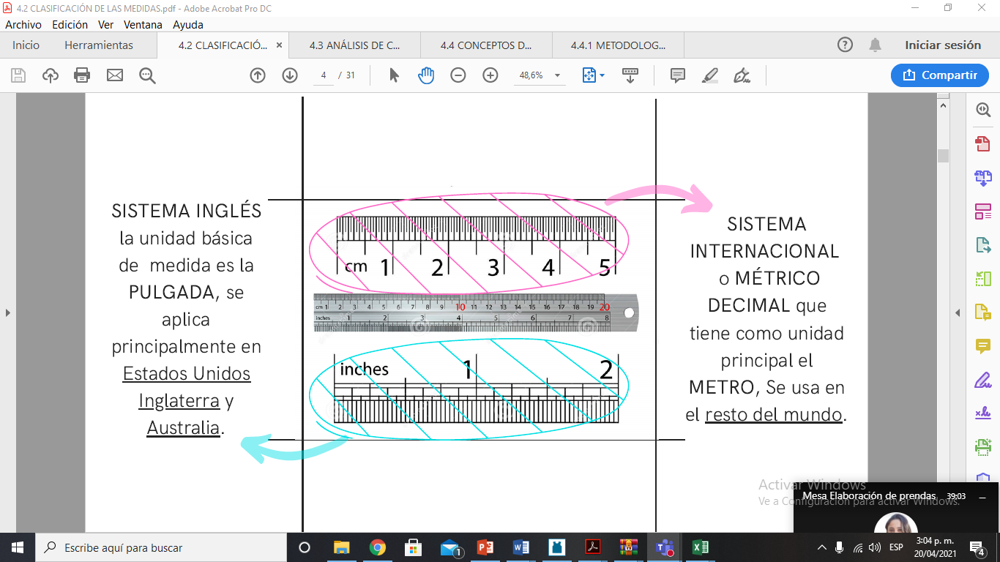 4.2 CLASIFICACIÓN DE LAS MEDIDAS.pdf - Adobe Acrobat Pro DC
Archivo Edición Ver Ventana Ayuda
Inicio Herramientas 4.2 CLASIFICACIÓ... × 4.3 ANÁLISIS DE C... 4.4 CONCEPTOS D... 4.4.1 METODOLOG... Iniciar sesión
4 / 31 48,6% Compartir
SISTEMA INGLÉS
la unidad básica
de medida es la
PULGADA, se
aplica
principalmente en
Estados Unidos
Inglaterra y
Australia.
cm 1 2 3 4 5
cm 1 2 3 4 5 6 7 8 9 10 11 12 13 14 15 16 17 18 19 20
inches 1 2 3 4 5 6 7 8
inches 1 2
SISTEMA
INTERNACIONAL
o MÉTRICO
DECIMAL que
tiene como unidad
principal el
METRO, Se usa en
el resto del mundo.
Activar Windows
Ve a Configuración para activar Windows.
Mesa Elaboración de prendas 39:03
Escribe aquí para buscar
1
ESP
3:04 p. m.
20/04/2021
4